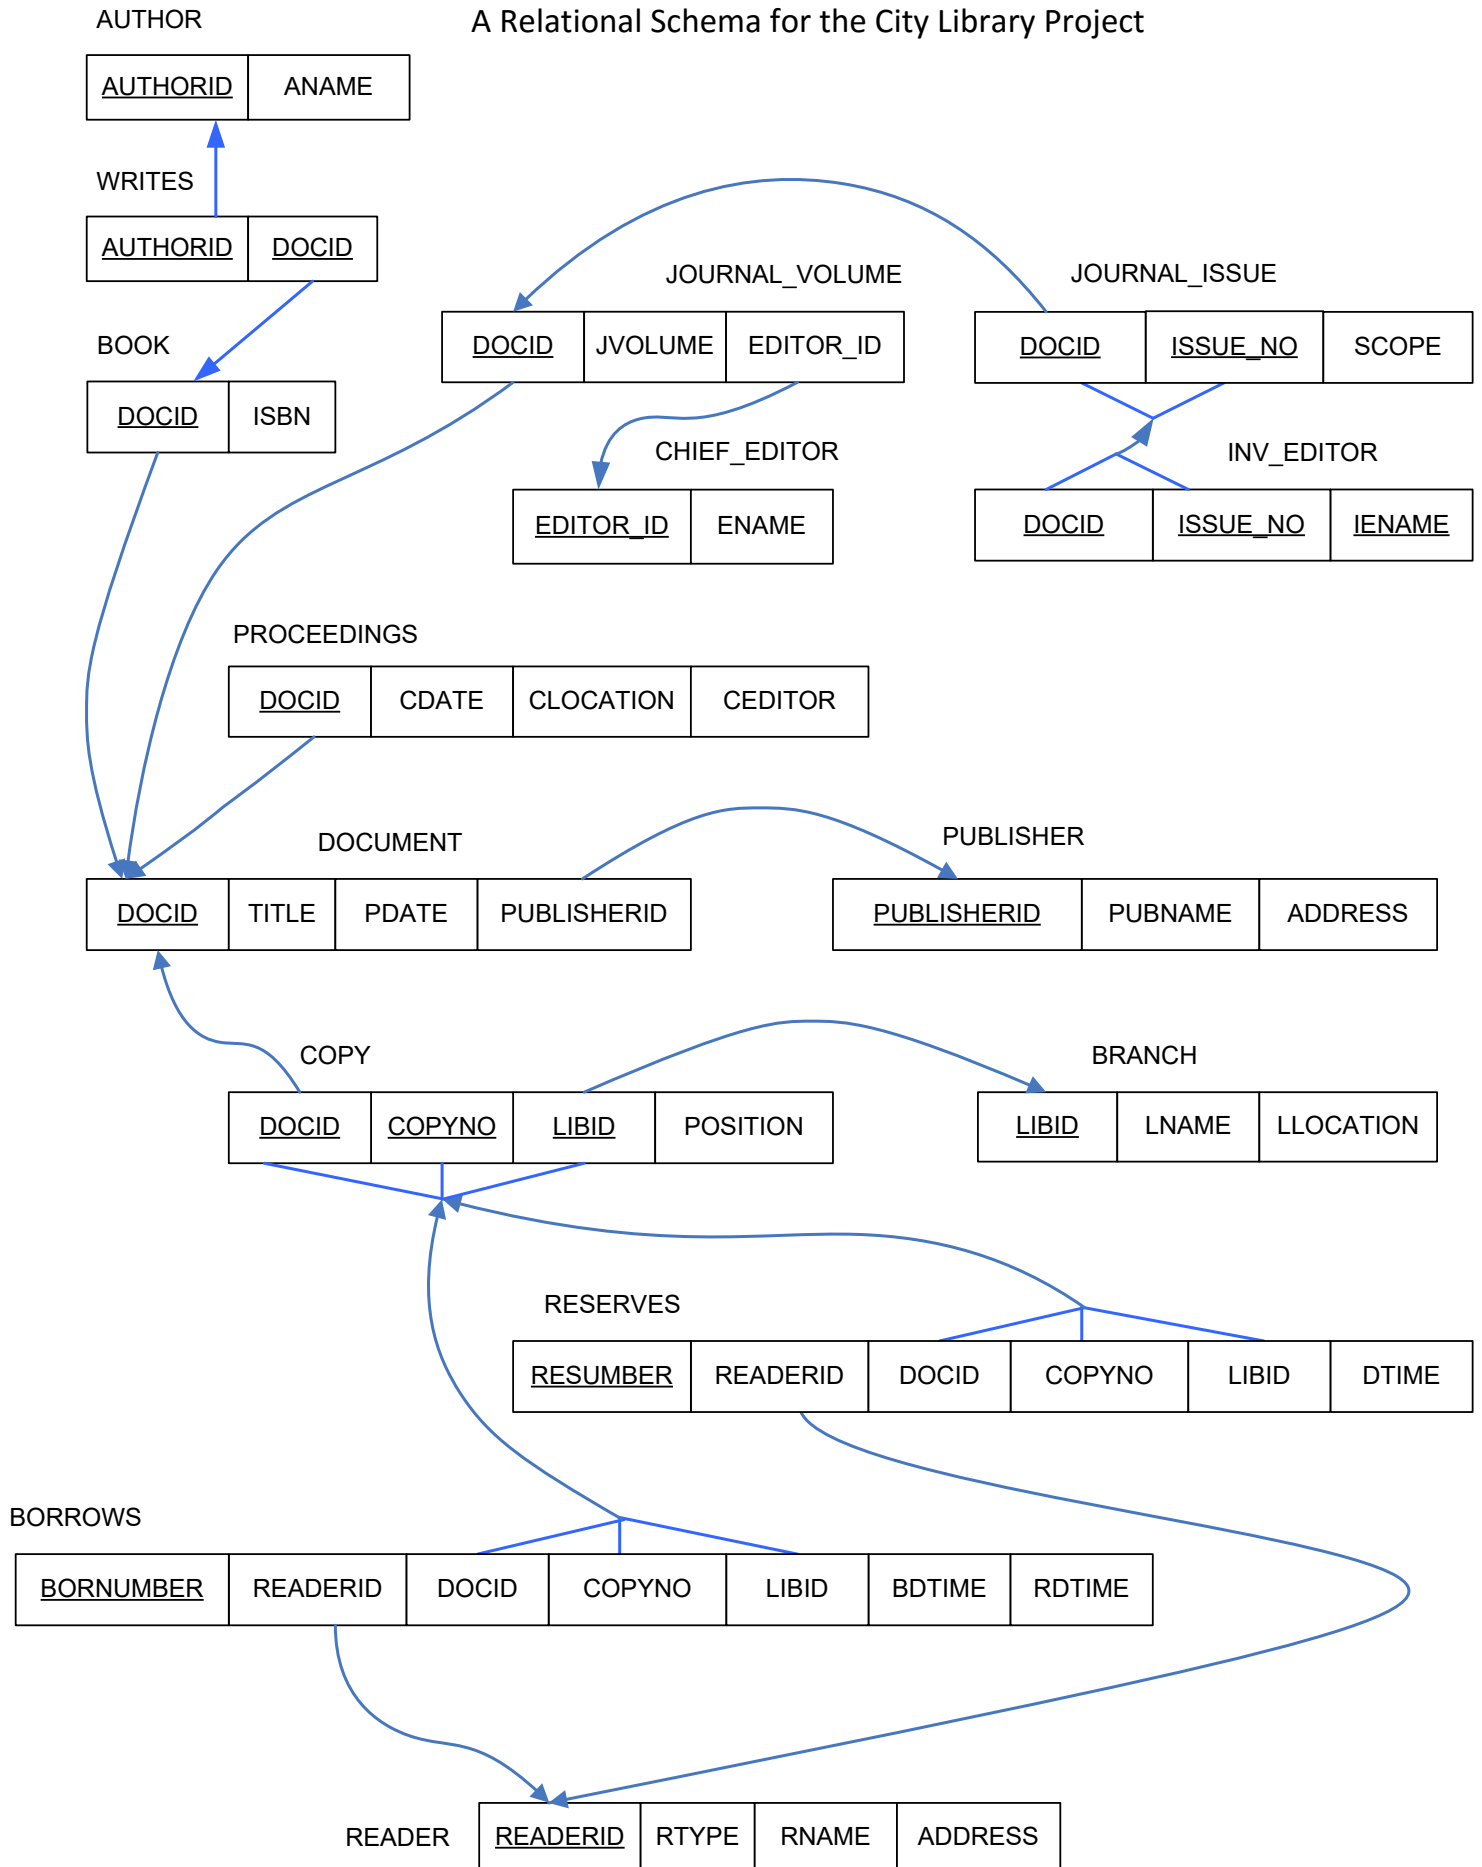 A Relational Schema for the City Library Project
AUTHOR
AUTHORID ANAME
WRITES
AUTHORID DOCID
JOURNAL_VOLUME
DOCID JVOLUME EDITOR_ID
JOURNAL_ISSUE
DOCID ISSUE_NO SCOPE
BOOK
DOCID ISBN
CHIEF_EDITOR
EDITOR_ID ENAME
INV_EDITOR
DOCID ISSUE_NO IENAME
PROCEEDINGS
DOCID CDATE CLOCATION CEDITOR
DOCUMENT
DOCID TITLE PDATE PUBLISHERID
PUBLISHER
PUBLISHERID PUBNAME ADDRESS
COPY
DOCID COPYNO LIBID POSITION
BRANCH
LIBID LNAME LLOCATION
RESERVES
RESUMBER READERID DOCID COPYNO LIBID DTIME
BORROWS
BORNUMBER READERID DOCID COPYNO LIBID BDTIME RDTIME
READER
READERID RTYPE RNAME ADDRESS